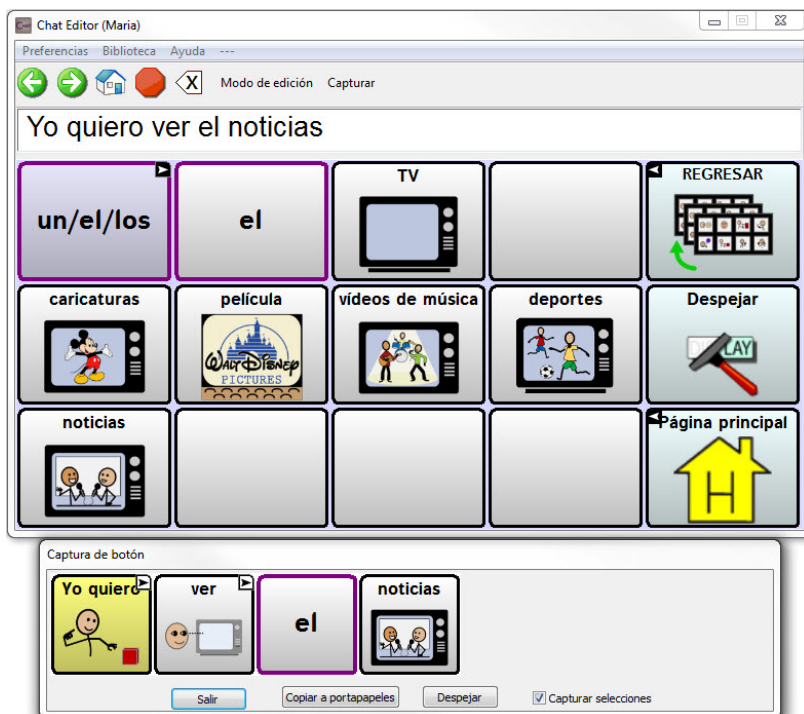 Chat Editor (Maria)
Preferencias Biblioteca Ayuda ---
X Modo de edición Capturar
Yo quiero ver el noticias
un/el/los el TV REGRESAR
caricaturas película vídeos de música deportes Despejar
WALT DISNEY
PICTURES
LAY
noticias Página principal
H
Captura de botón
Yo quiero ver el noticias
Salir Copiar a portapapeles Despejar Capturar selecciones